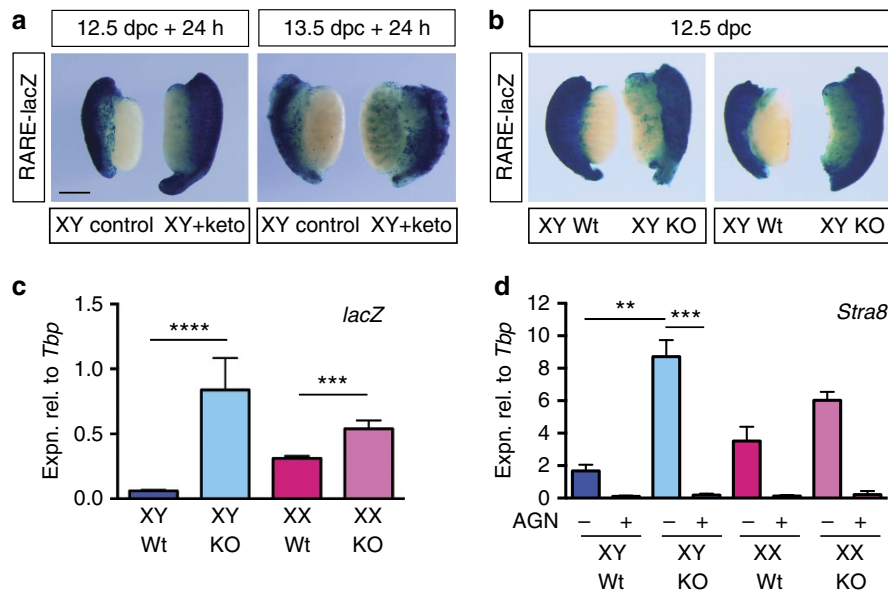 a
12.5 dpc + 24 h
13.5 dpc + 24 h
RARE-lacZ
XY control
XY+keto
XY control
XY+keto
b
12.5 dpc
RARE-lacZ
XY Wt
XY KO
XY Wt
XY KO
c
lacZ
Expn. rel. to Tbp
1.5
1.0
0.5
0.0
****
***
XY XY XX XX
Wt KO Wt KO
d
Stra8
Expn. rel. to Tbp
12
10
8
6
4
2
0
** ***
AGN − + − + − + − +
XY XY XX XX
Wt KO Wt KO